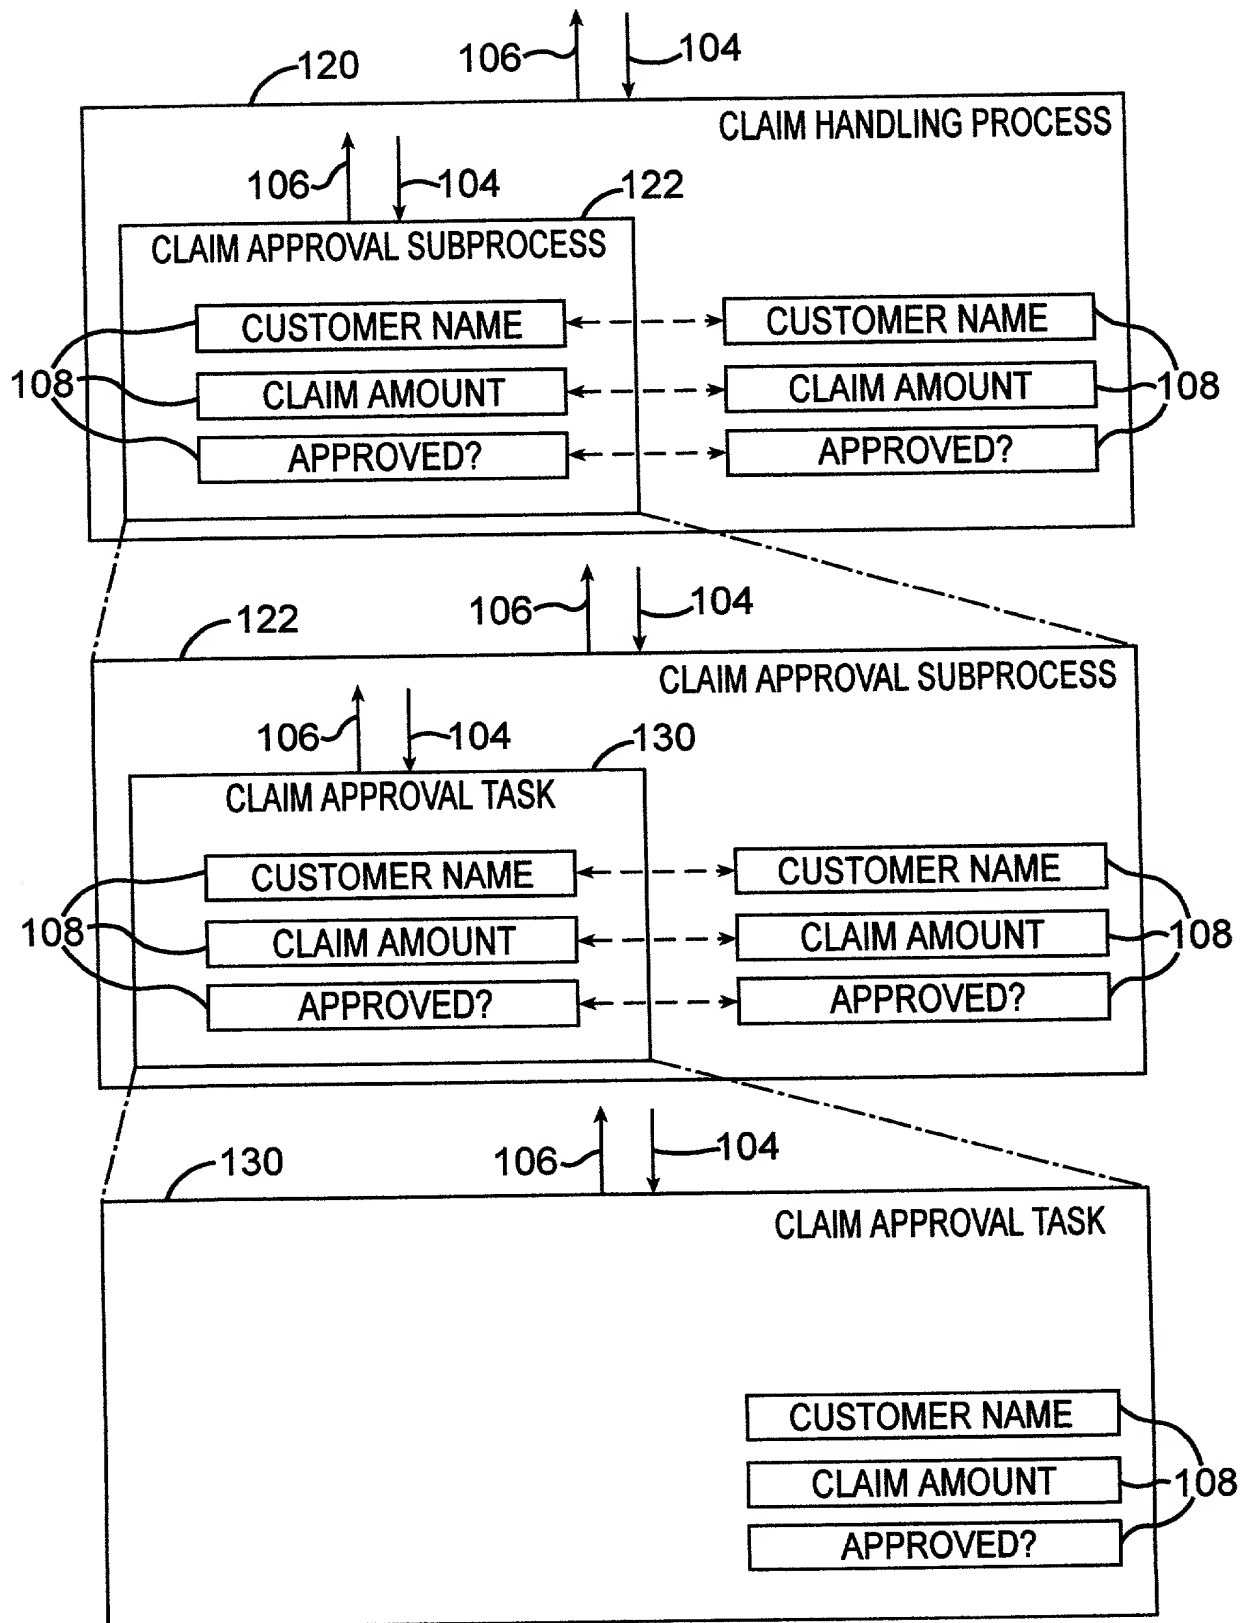 106
104
120
CLAIM HANDLING PROCESS
106
104
122
CLAIM APPROVAL SUBPROCESS
CUSTOMER NAME
CUSTOMER NAME
108
CLAIM AMOUNT
CLAIM AMOUNT
108
APPROVED?
APPROVED?
106
104
122
CLAIM APPROVAL SUBPROCESS
106
104
130
CLAIM APPROVAL TASK
CUSTOMER NAME
CUSTOMER NAME
108
CLAIM AMOUNT
CLAIM AMOUNT
108
APPROVED?
APPROVED?
106
104
130
CLAIM APPROVAL TASK
CUSTOMER NAME
CLAIM AMOUNT
108
APPROVED?